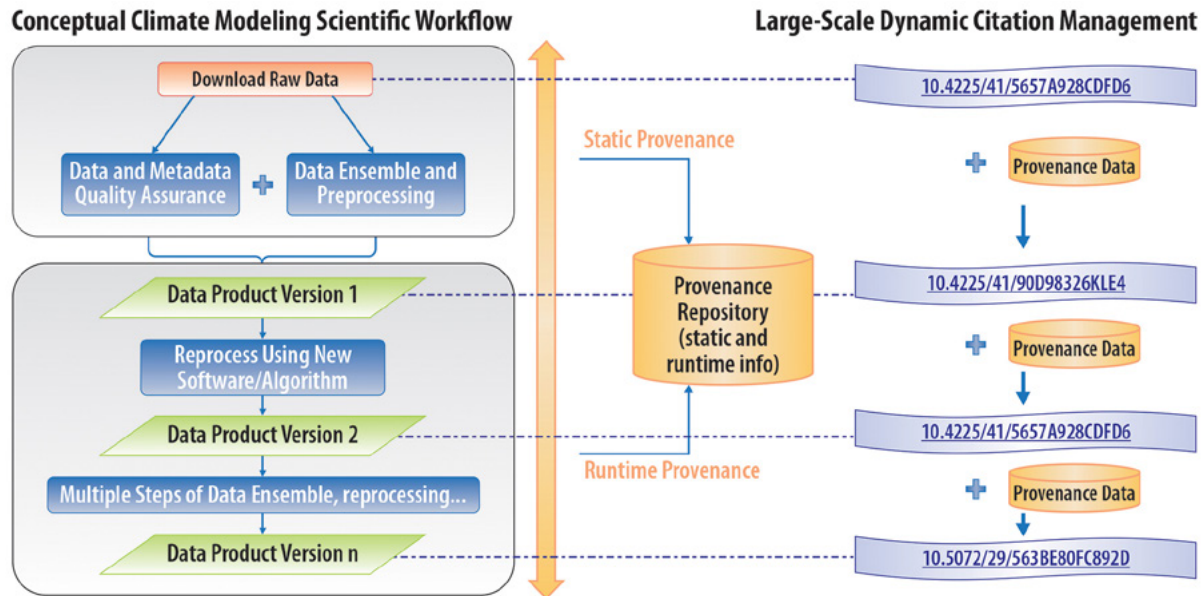 Conceptual Climate Modeling Scientific Workflow
Download Raw Data
Data and Metadata
Quality Assurance
+
Data Ensemble and
Preprocessing
Data Product Version 1
Reprocess Using New
Software/Algorithm
Data Product Version 2
Multiple Steps of Data Ensemble, reprocessing...
Data Product Version n
Static Provenance
Provenance
Repository
(static and
runtime info)
Runtime Provenance
Large-Scale Dynamic Citation Management
10.4225/41/5657A928CDFD6
+
Provenance Data
10.4225/41/90D98326KLE4
+
Provenance Data
10.4225/41/5657A928CDFD6
+
Provenance Data
10.5072/29/563BE80FC892D